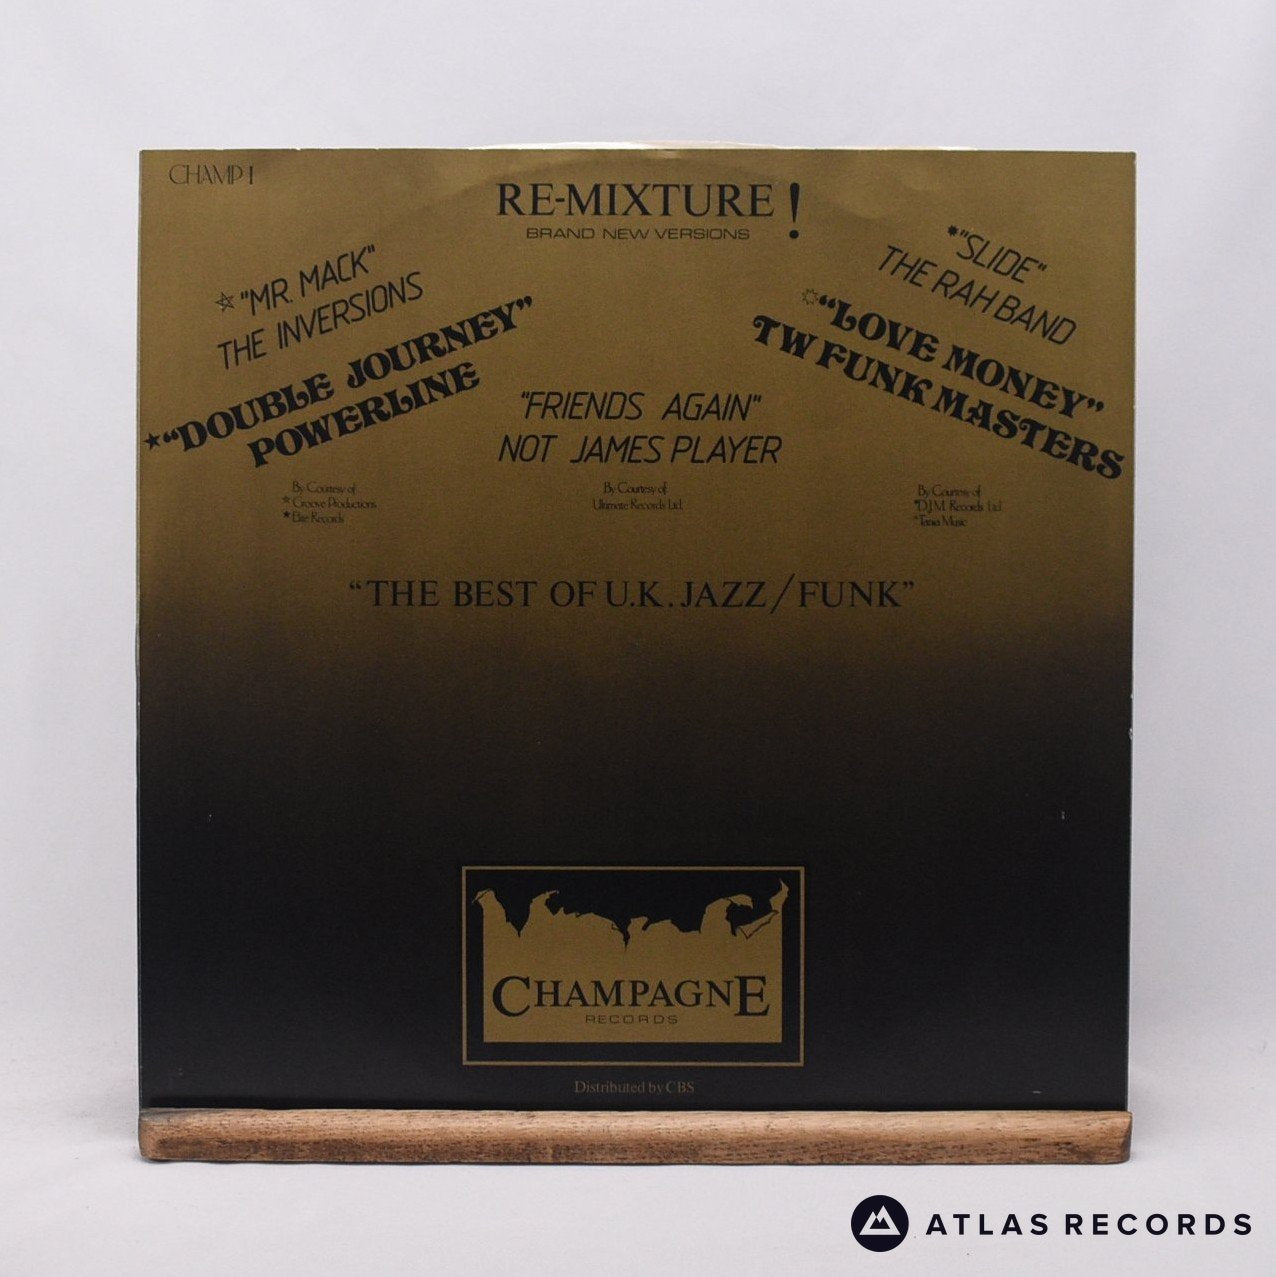 CHAMP 1
RE-MIXTURE!
BRAND NEW VERSIONS
"MR. MACK"
THE INVERSIONS
"DOUBLE JOURNEY"
POWERLINE
"FRIENDS AGAIN"
NOT JAMES PLAYER
*"SLIDE"
THE RAH BAND
"LOVE MONEY"
TW FUNK MASTERS
By Courtesy of
☆ Groove Productions
★ Elite Records
By Courtesy of
Ultimate Records Ltd.
By Courtesy of
*D.J.M. Records Ltd.
Tania Music
"THE BEST OF U.K. JAZZ/FUNK"
CHAMPAGNE
RECORDS
Distributed by CBS
ATLAS RECORDS